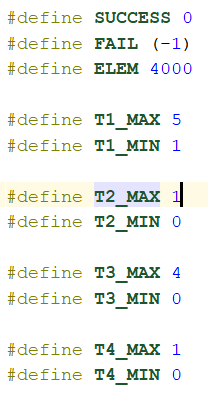 #define SUCCESS 0
#define FAIL (-1)
#define ELEM 4000
#define T1_MAX 5
#define T1_MIN 1
#define T2_MAX 1
#define T2_MIN 0
#define T3_MAX 4
#define T3_MIN 0
#define T4_MAX 1
#define T4_MIN 0